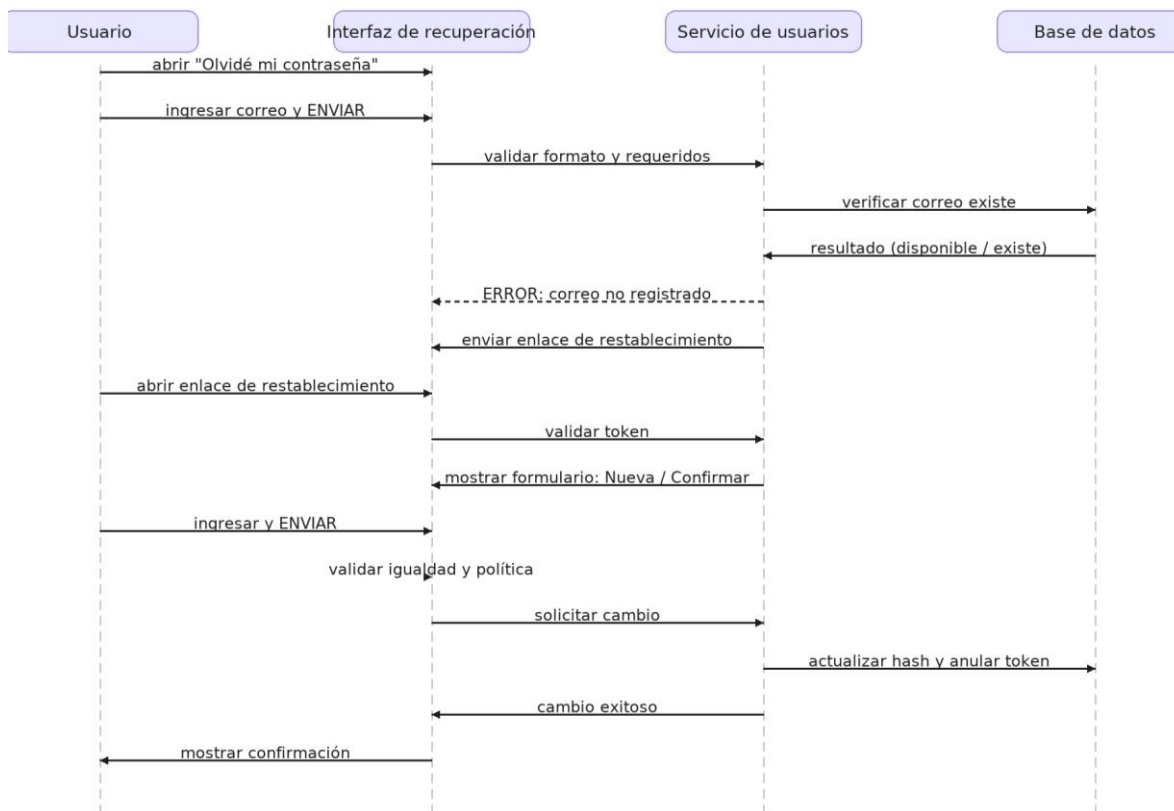 Usuario
Interfaz de recuperación
Servicio de usuarios
Base de datos
abrir "Olvidé mi contraseña"
ingresar correo y ENVIAR
validar formato y requeridos
verificar correo existe
resultado (disponible / existe)
ERROR: correo no registrado
enviar enlace de restablecimiento
abrir enlace de restablecimiento
validar token
mostrar formulario: Nueva / Confirmar
ingresar y ENVIAR
validar igualdad y política
solicitar cambio
actualizar hash y anular token
cambio exitoso
mostrar confirmación